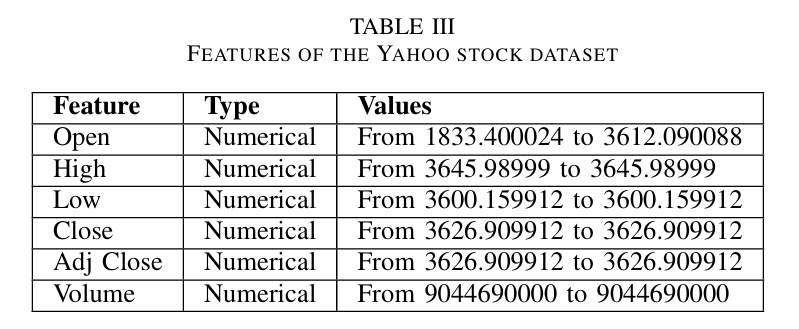 TABLE III
FEATURES OF THE YAHOO STOCK DATASET
Feature Type Values
Open Numerical From 1833.400024 to 3612.090088
High Numerical From 3645.98999 to 3645.98999
Low Numerical From 3600.159912 to 3600.159912
Close Numerical From 3626.909912 to 3626.909912
Adj Close Numerical From 3626.909912 to 3626.909912
Volume Numerical From 9044690000 to 9044690000